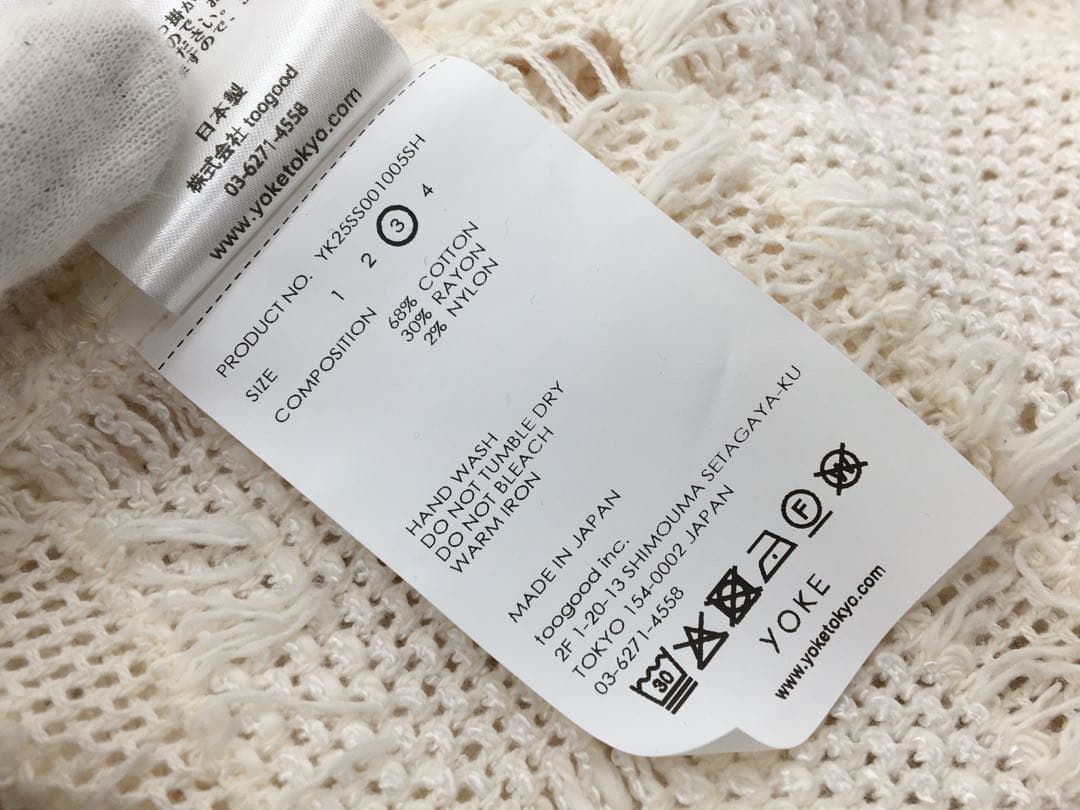 日本製
株式会社 toogood
03-6271-4558
www.yoketokyo.com
PRODUCT NO. YK25SS001005SH
SIZE 1 2 3 4
COMPOSITION 68% COTTON
30% RAYON
2% NYLON
HAND WASH
DO NOT TUMBLE DRY
DO NOT BLEACH
WARM IRON
MADE IN JAPAN
toogood inc.
2F 1-20-13 SHIMOUMA SETAGAYA-KU
TOKYO 154-0002 JAPAN
03-6271-4558
30 F W
YOKE
www.yoketokyo.com